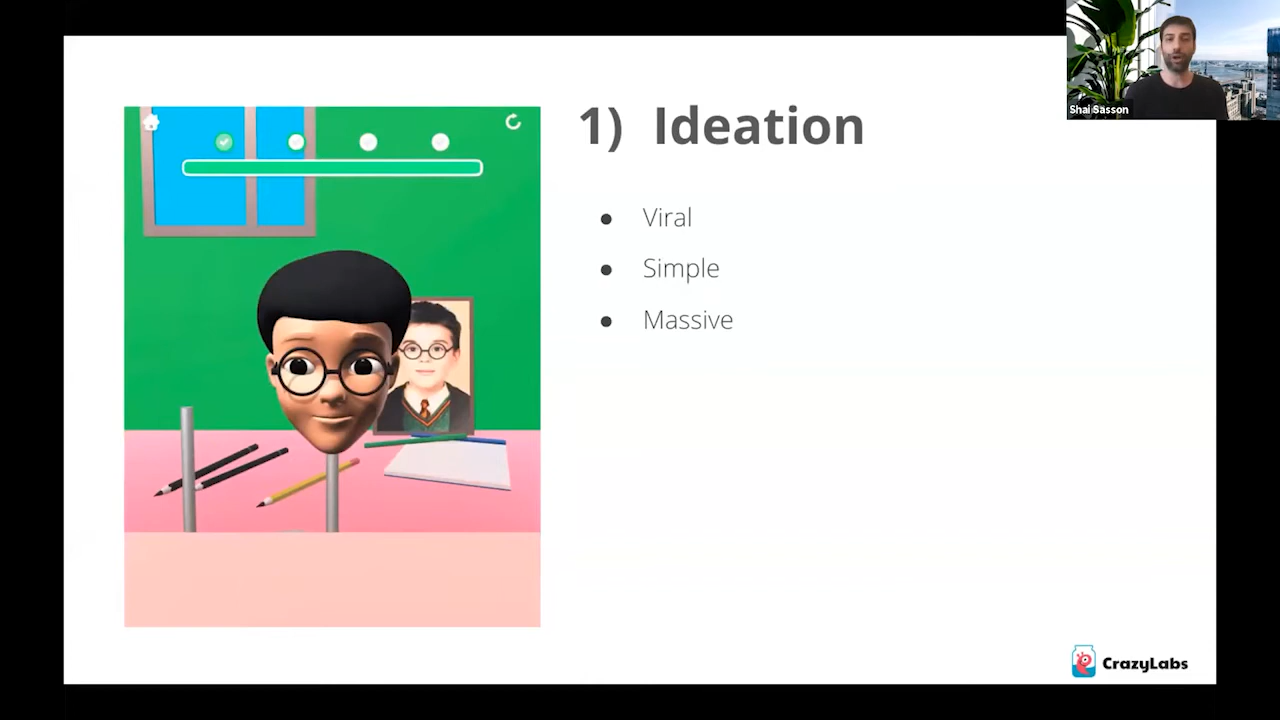 Shai Sasson
1) Ideation
● Viral
● Simple
● Massive
CrazyLabs